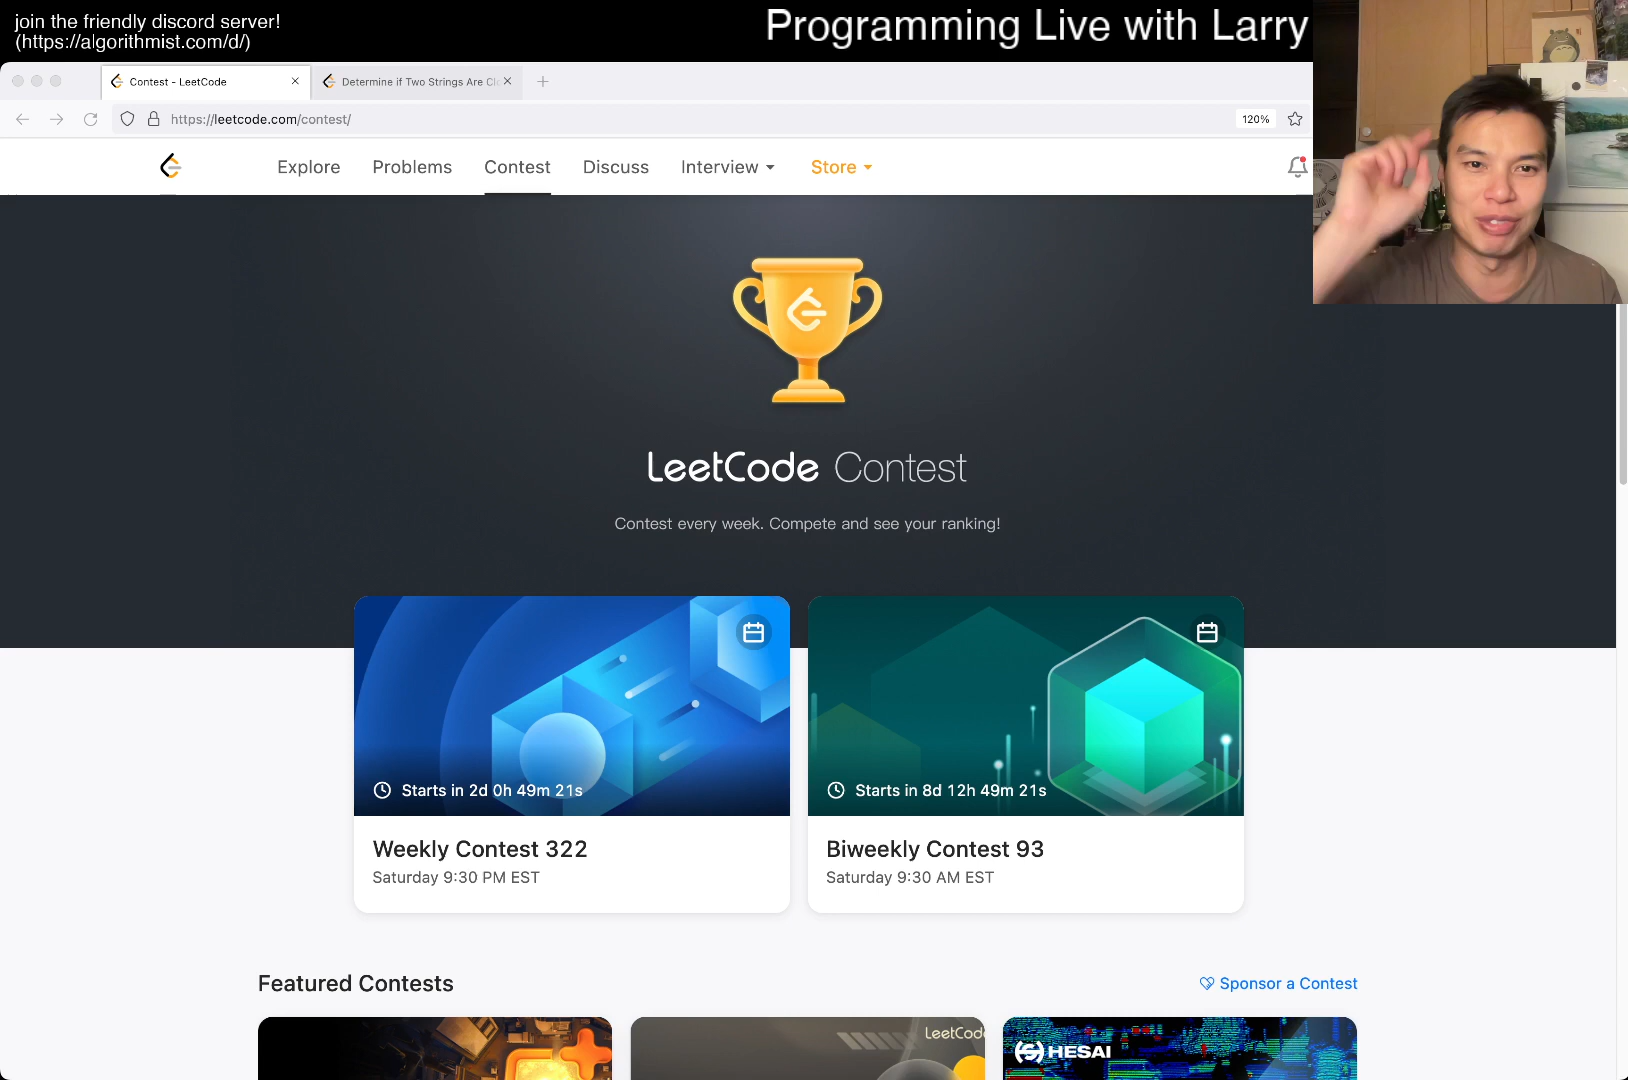 join the friendly discord server!
(https://algorithmist.com/d/)
Programming Live with Larry
Contest - LeetCode
Determine if Two Strings Are Clo
https://leetcode.com/contest/
120%
Explore
Problems
Contest
Discuss
Interview
Store
LeetCode Contest
Contest every week. Compete and see your ranking!
Starts in 2d 0h 49m 21s
Starts in 8d 12h 49m 21s
Weekly Contest 322
Biweekly Contest 93
Saturday 9:30 PM EST
Saturday 9:30 AM EST
Featured Contests
Sponsor a Contest
LeetCod
HESAI